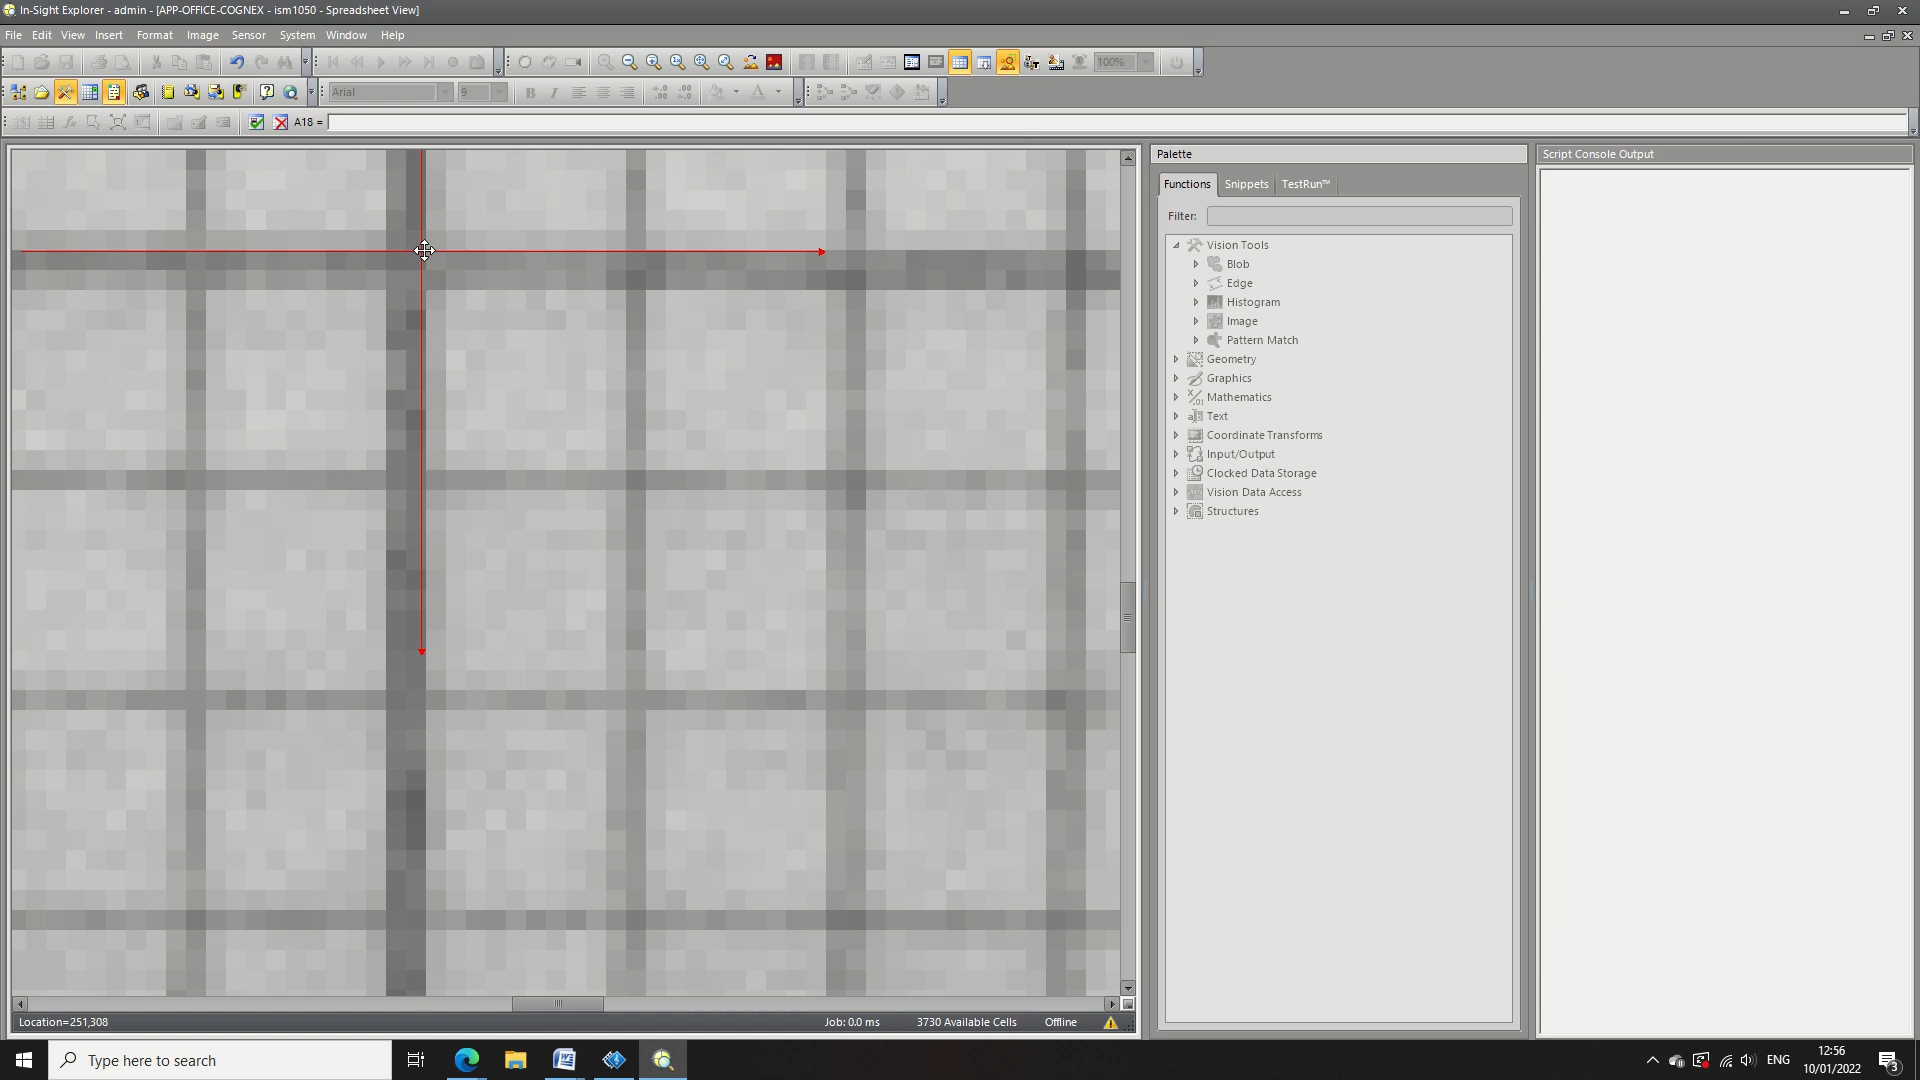 In-Sight Explorer - admin - [APP-OFFICE-COGNEX - ism1050 - Spreadsheet View]
File Edit View Insert Format Image Sensor System Window Help
100%
Arial 9 B I A
A18 =
Palette
Functions Snippets TestRun™
Filter:
Vision Tools
Blob
Edge
Histogram
Image
Pattern Match
Geometry
Graphics
Mathematics
Text
Coordinate Transforms
Input/Output
Clocked Data Storage
Vision Data Access
Structures
Script Console Output
Location=251,308 Job: 0.0 ms 3730 Available Cells Offline
Type here to search
ENG
12:56
10/01/2022
3